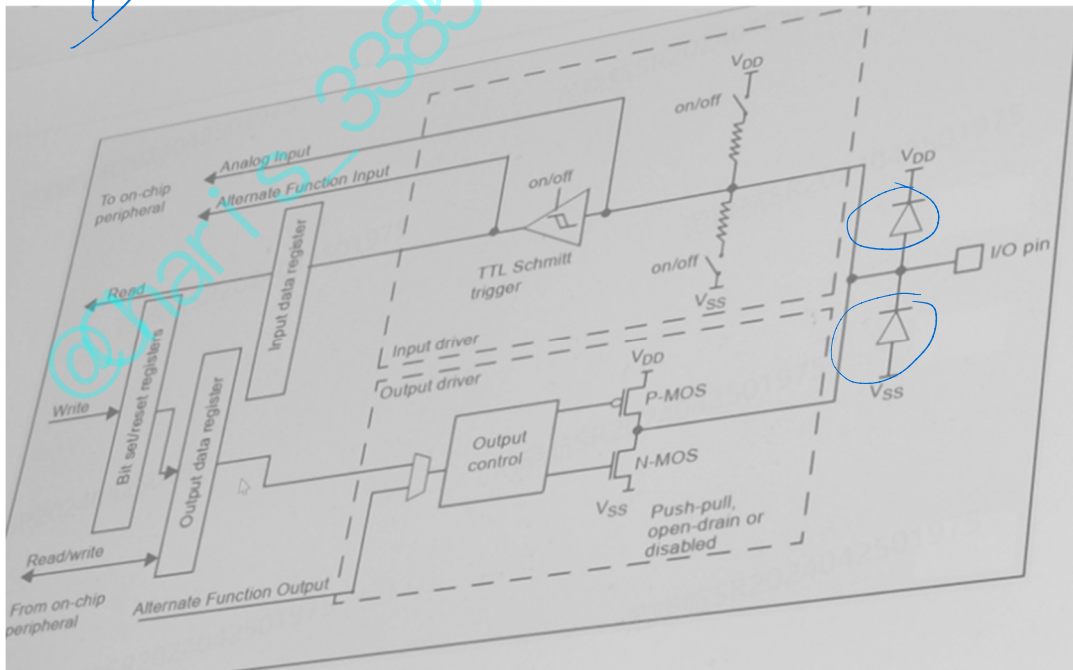 @Charis_3385
VDD
on/off
Analog Input
To on-chip
peripheral
Alternate Function Input
on/off
VDD
Read
Input data register
TTL Schmitt
trigger
on/off
VSS
I/O pin
Input driver
Output driver
VDD
VSS
Write
Bit set/reset registers
Output data register
Output
control
P-MOS
N-MOS
VSS
Push-pull,
open-drain or
disabled
Read/write
From on-chip
peripheral
Alternate Function Output